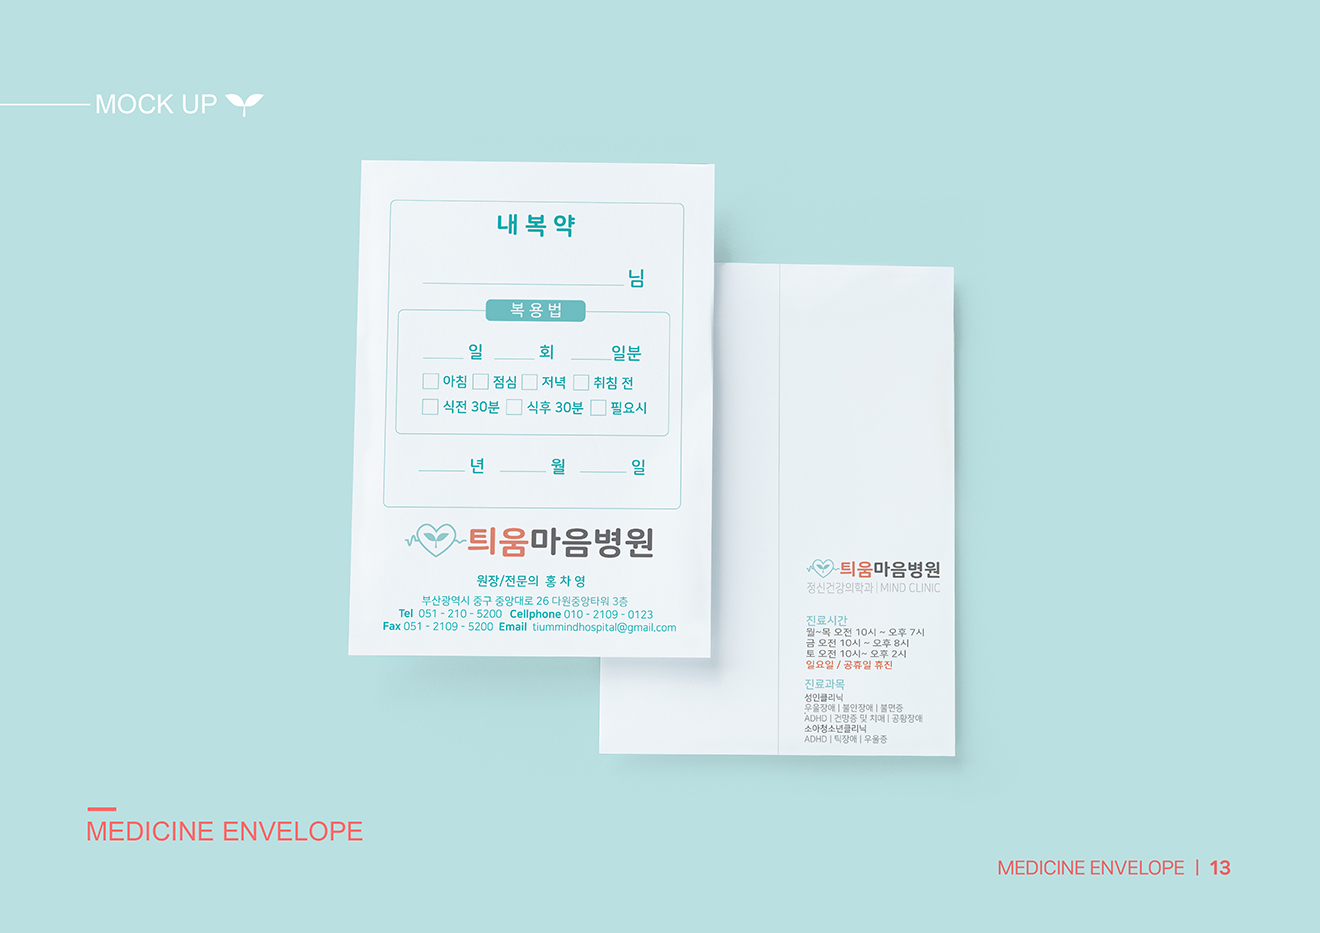 MOCK UP
내 복 약
님
복 용 법
일 회 일분
아침 점심 저녁 취침 전
식전 30분 식후 30분 필요시
년 월 일
틔움마음병원
원장/전문의 홍 차 영
부산광역시 중구 중앙대로 26 다원중앙타워 3층
Tel 051 - 210 - 5200 Cellphone 010 - 2109 - 0123
Fax 051 - 2109 - 5200 Email tiummindhospital@gmail.com
틔움마음병원
정신건강의학과 | MIND CLINIC
진료시간
월~목 오전 10시 ~ 오후 7시
금 오전 10시 ~ 오후 8시
토 오전 10시~ 오후 2시
일요일 / 공휴일 휴진
진료과목
성인클리닉
우울장애 | 불안장애 | 불면증
ADHD | 건망증 및 치매 | 공황장애
소아청소년클리닉
ADHD | 틱장애 | 우울증
MEDICINE ENVELOPE
MEDICINE ENVELOPE | 13